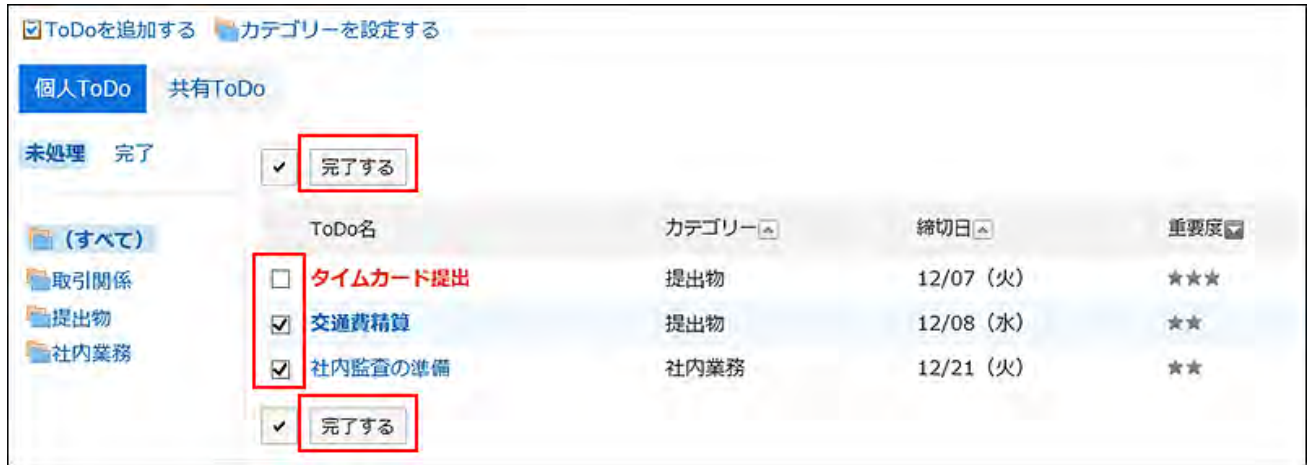 ToDoを追加する カテゴリーを設定する
個人ToDo 共有ToDo
未処理 完了
完了する
ToDo名 カテゴリー 締切日 重要度
(すべて)
取引関係
提出物
社内業務
タイムカード提出 提出物 12/07 (火) ★★★
交通費精算 提出物 12/08 (水) ★★
社内監査の準備 社内業務 12/21 (火) ★★
完了する